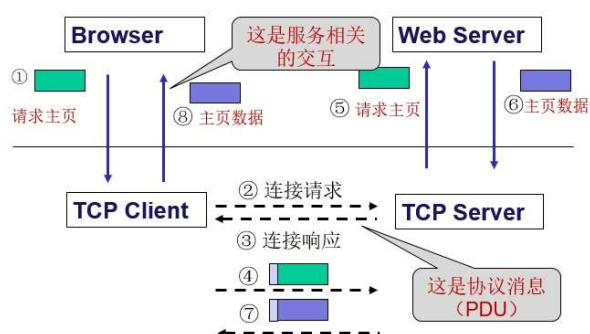 Browser
这是服务相关
的交互
Web Server
①
请求主页
⑧ 主页数据
⑤ 请求主页
⑥主页数据
TCP Client
② 连接请求
TCP Server
③ 连接响应
④
这是协议消息
（PDU）
⑦